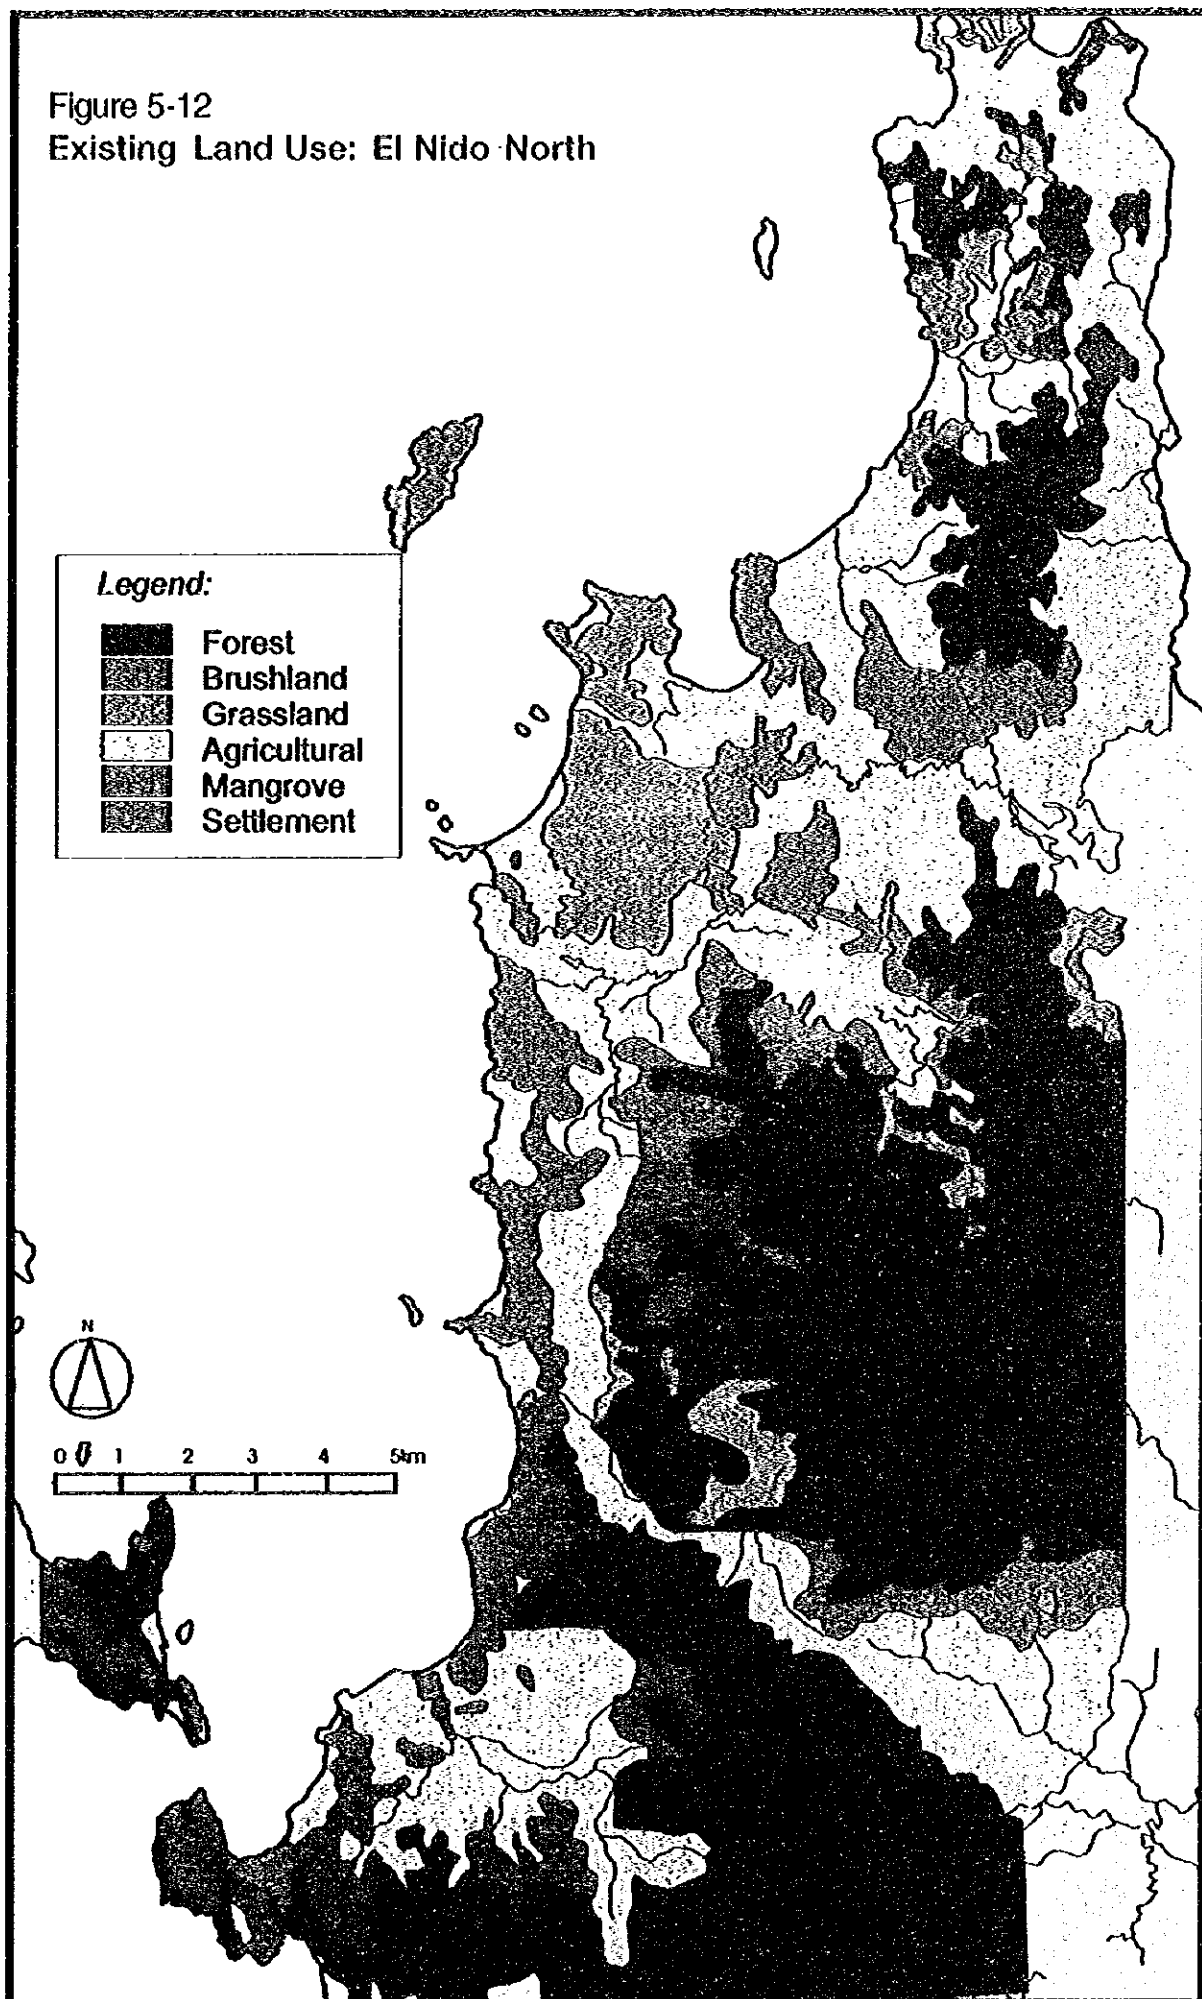 Figure 5-12
Existing Land Use: El Nido North
Legend:
Forest
Brushland
Grassland
Agricultural
Mangrove
Settlement
N
0 1 2 3 4 5km